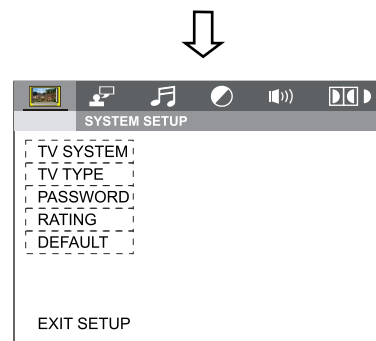 SYSTEM SETUP
TV SYSTEM
TV TYPE
PASSWORD
RATING
DEFAULT
EXIT SETUP